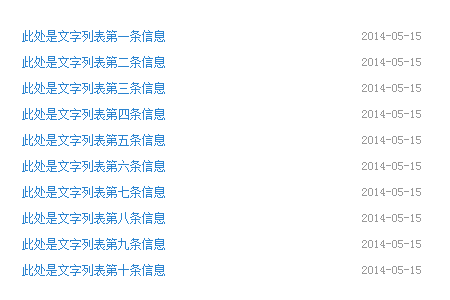 此处是文字列表第一条信息 2014-05-15
此处是文字列表第二条信息 2014-05-15
此处是文字列表第三条信息 2014-05-15
此处是文字列表第四条信息 2014-05-15
此处是文字列表第五条信息 2014-05-15
此处是文字列表第六条信息 2014-05-15
此处是文字列表第七条信息 2014-05-15
此处是文字列表第八条信息 2014-05-15
此处是文字列表第九条信息 2014-05-15
此处是文字列表第十条信息 2014-05-15